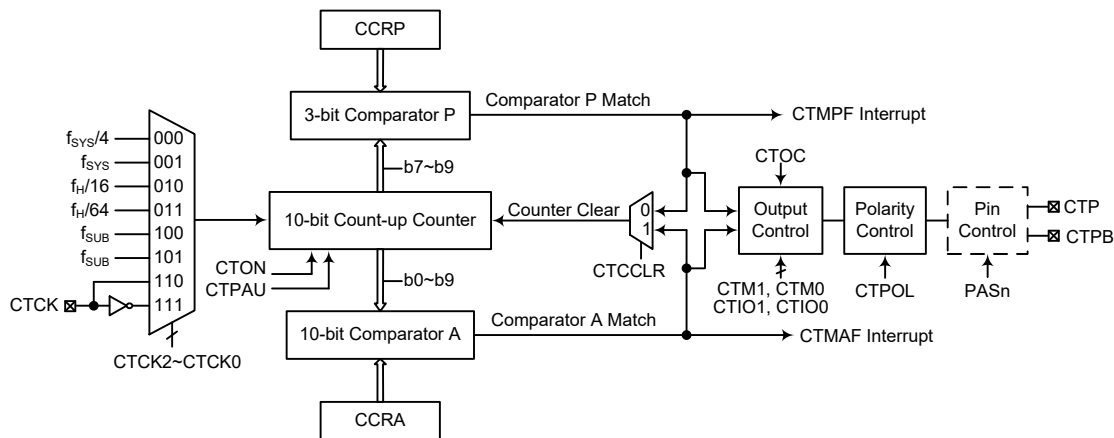 CCRP
3-bit Comparator P
Comparator P Match
CTMPF Interrupt
b7~b9
fSYS/4
000
fSYS
001
fH/16
010
fH/64
011
fSUB
100
fSUB
101
110
111
CTCK
CTCK2~CTCK0
10-bit Count-up Counter
CTON
CTPAU
Counter Clear
0
1
CTCCLR
CTOC
Output
Control
CTM1, CTM0
CTIO1, CTIO0
Polarity
Control
CTPOL
Pin
Control
PASn
CTP
CTPB
b0~b9
10-bit Comparator A
Comparator A Match
CTMAF Interrupt
CCRA